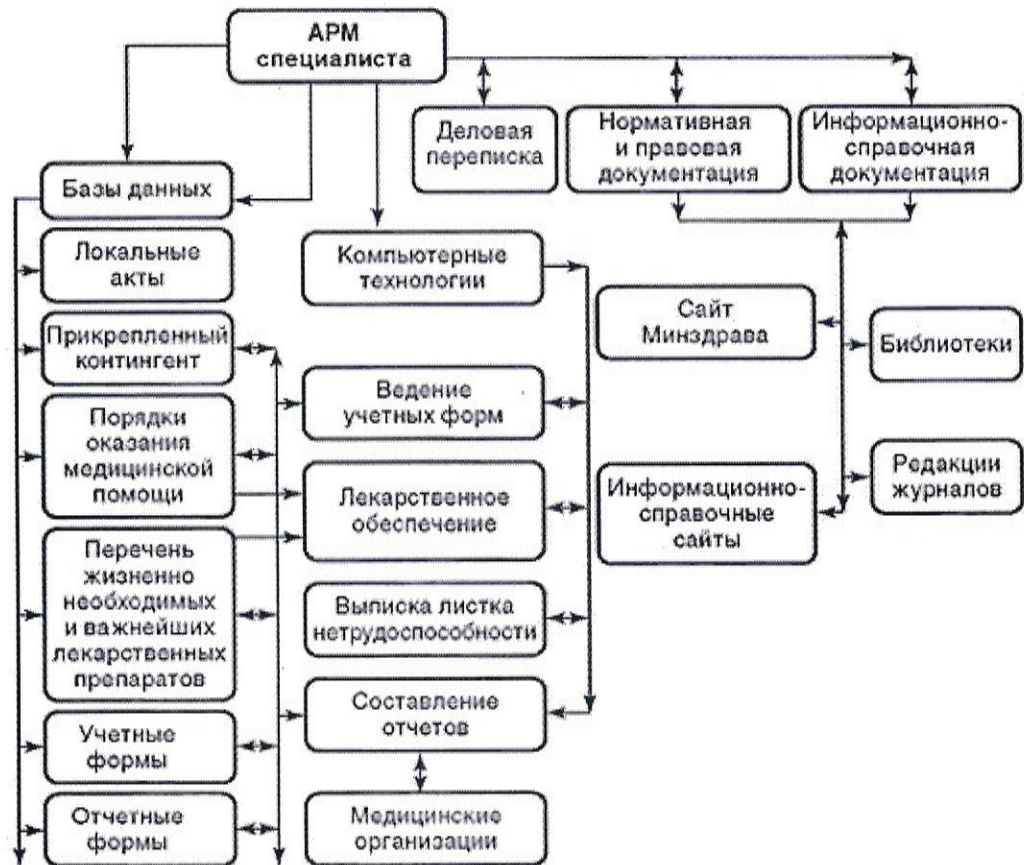 АРМ
специалиста
Деловая
переписка
Нормативная
и правовая
документация
Информационно-
справочная
документация
Базы данных
Локальные
акты
Прикрепленный
контингент
Порядки
оказания
медицинской
помощи
Перечень
жизненно
необходимых
и важнейших
лекарственных
препаратов
Учетные
формы
Отчетные
формы
Компьютерные
технологии
Ведение
учетных форм
Лекарственное
обеспечение
Выписка листка
нетрудоспособности
Составление
отчетов
Медицинские
организации
Сайт
Минздрава
Библиотеки
Информационно-
справочные
сайты
Редакции
журналов